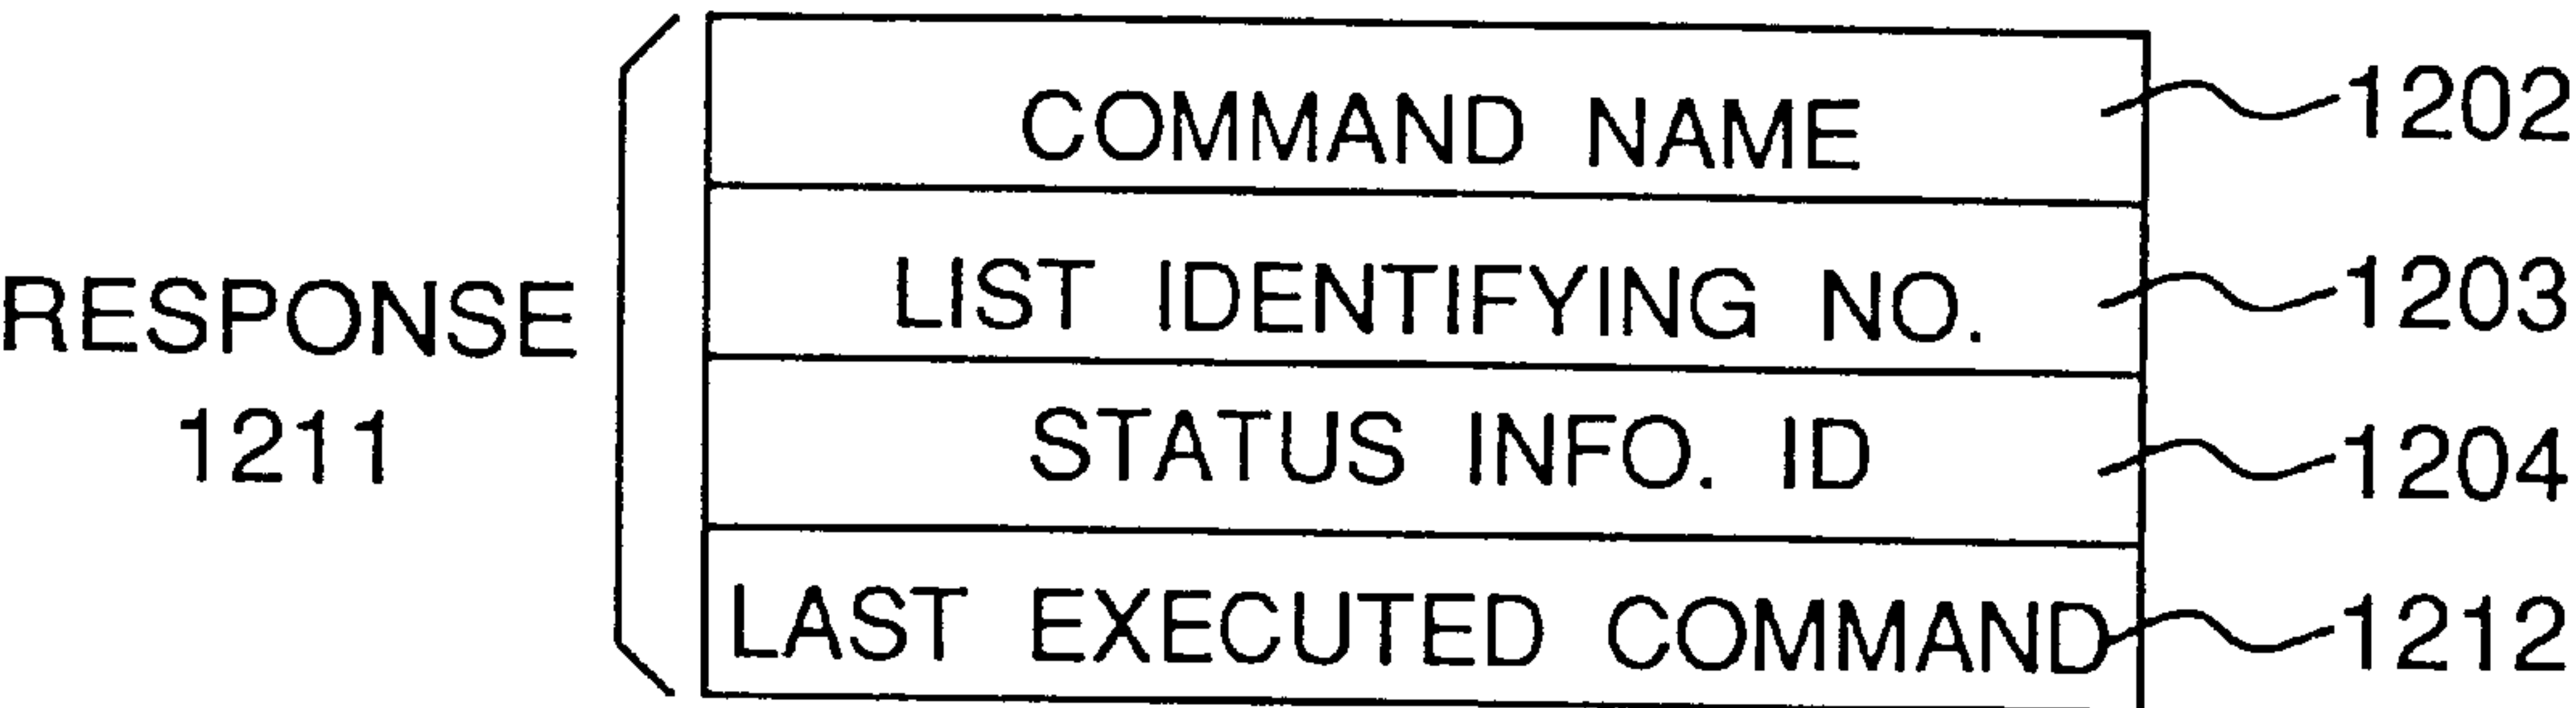 COMMAND NAME 1202
LIST IDENTIFYING NO. 1203
RESPONSE
1211
STATUS INFO. ID 1204
LAST EXECUTED COMMAND 1212